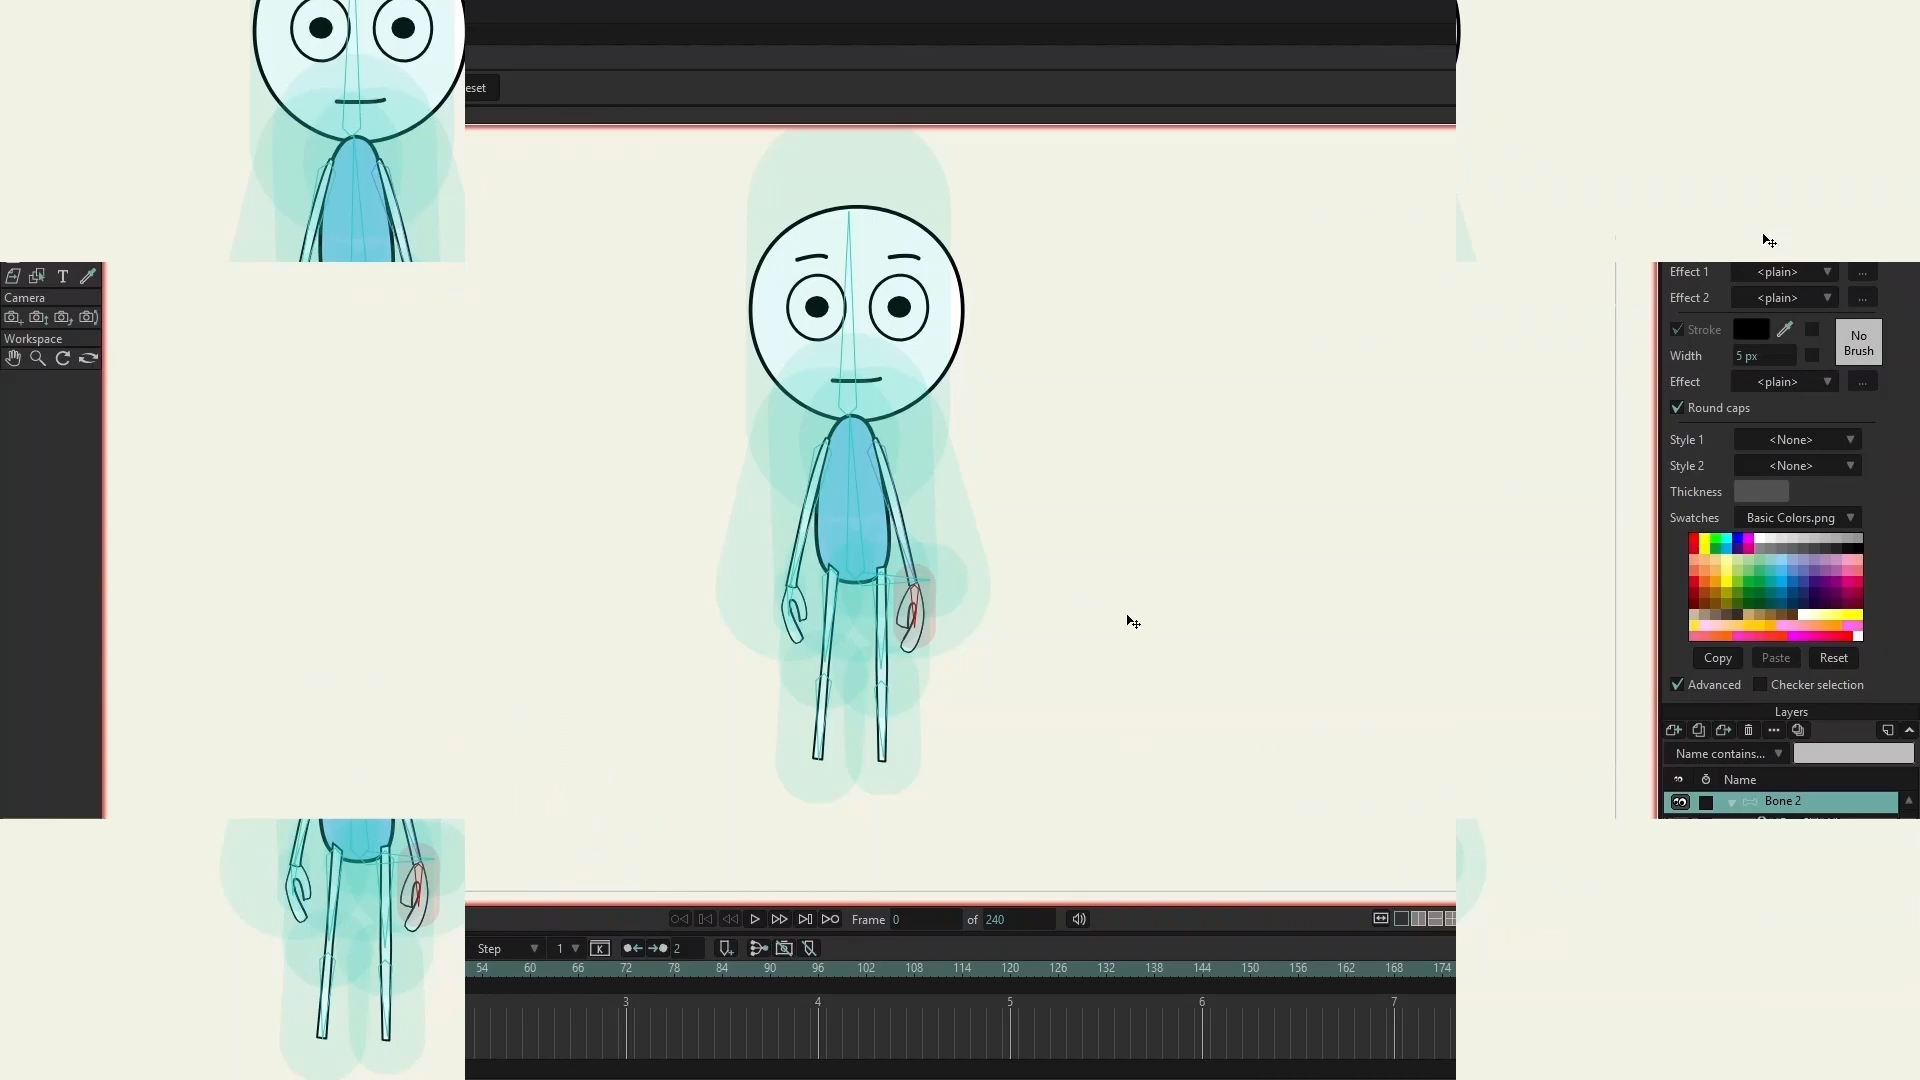 eset
T
Camera
Workspace
Effect 1 <plain> ...
Effect 2 <plain> ...
Stroke
No Brush
Width 5 px
Effect <plain> ...
Round caps
Style 1 <None>
Style 2 <None>
Thickness
Swatches Basic Colors.png
Copy Paste Reset
Advanced Checker selection
Layers
Name contains...
Name
Bone 2
Frame 0 of 240
Step 1 K 2
54 60 66 72 78 84 90 96 102 108 114 120 126 132 138 144 150 156 162 168 174
3 4 5 6 7